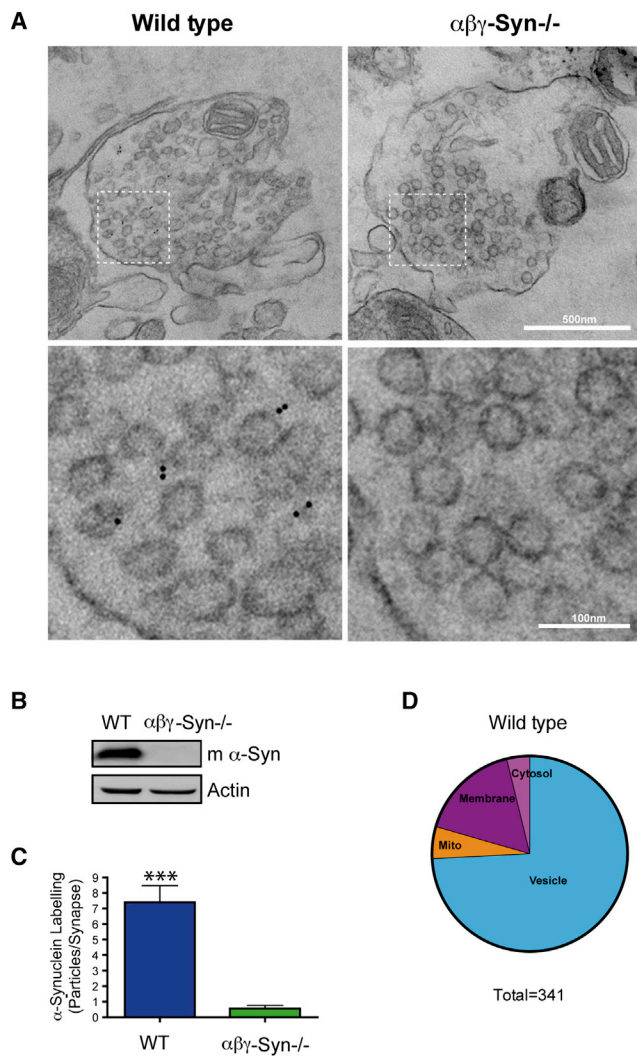 A
Wild type
αβγ-Syn-/-
500nm
100nm
B
WT αβγ-Syn-/-
m α-Syn
Actin
C
α-Synuclein Labelling
(Particles/Synapse)
9
8
7
6
5
4
3
2
1
0
***
WT
αβγ-Syn-/-
D
Wild type
Cytosol
Membrane
Mito
Vesicle
Total=341